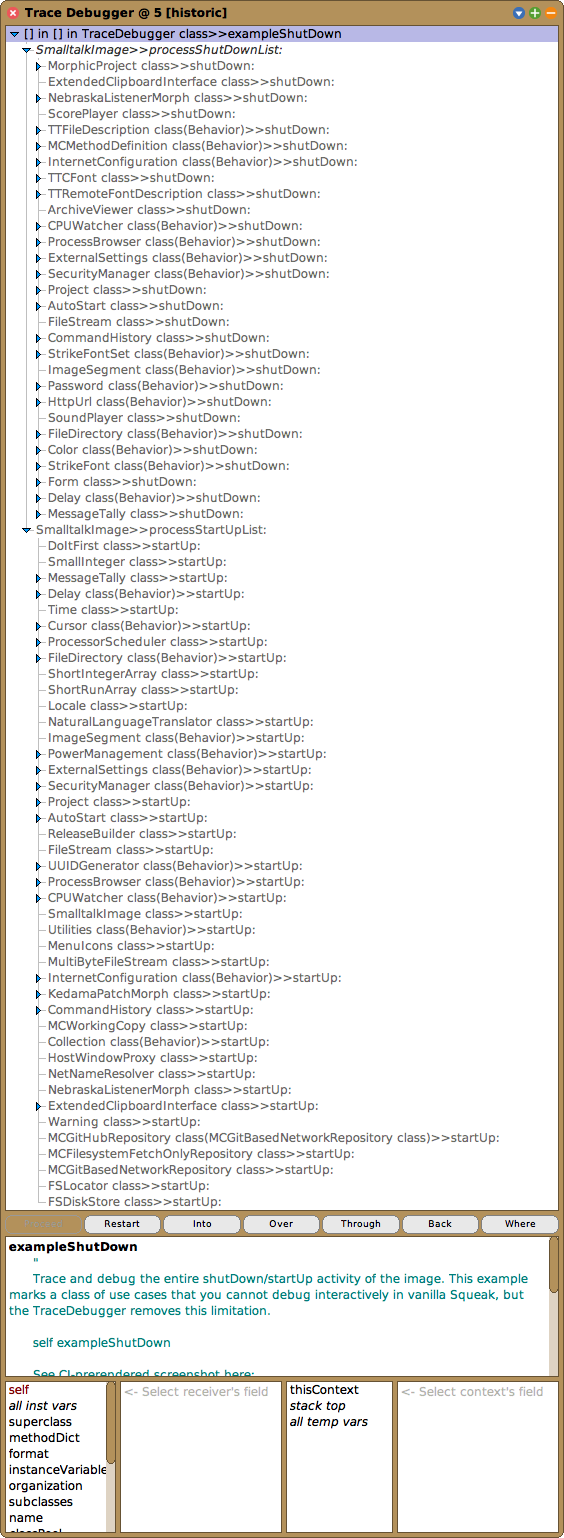 Trace Debugger @ 5 [historic]
[] in [] in TraceDebugger class>>exampleShutDown
SmalltalkImage>>processShutDownList:
MorphicProject class>>shutDown:
ExtendedClipboardInterface class>>shutDown:
NebraskaListenerMorph class>>shutDown:
ScorePlayer class>>shutDown:
TTFileDescription class(Behavior)>>shutDown:
MCMethodDefinition class(Behavior)>>shutDown:
InternetConfiguration class(Behavior)>>shutDown:
TTCFont class>>shutDown:
TTRemoteFontDescription class>>shutDown:
ArchiveViewer class>>shutDown:
CPUWatcher class(Behavior)>>shutDown:
ProcessBrowser class(Behavior)>>shutDown:
ExternalSettings class(Behavior)>>shutDown:
SecurityManager class(Behavior)>>shutDown:
Project class>>shutDown:
AutoStart class>>shutDown:
FileStream class>>shutDown:
CommandHistory class>>shutDown:
StrikeFontSet class(Behavior)>>shutDown:
ImageSegment class>>shutDown:
Password class(Behavior)>>shutDown:
HttpUrl class(Behavior)>>shutDown:
SoundPlayer class>>shutDown:
FileDirectory class(Behavior)>>shutDown:
Color class(Behavior)>>shutDown:
StrikeFont class(Behavior)>>shutDown:
Form class>>shutDown:
Delay class(Behavior)>>shutDown:
MessageTally class>>shutDown:
SmalltalkImage>>processStartUpList:
DoItFirst class>>startUp:
SmallInteger class>>startUp:
MessageTally class>>startUp:
Delay class(Behavior)>>startUp:
Time class>>startUp:
Cursor class(Behavior)>>startUp:
ProcessorScheduler class>>startUp:
FileDirectory class(Behavior)>>startUp:
ShortIntegerArray class>>startUp:
ShortRunArray class>>startUp:
Locale class>>startUp:
NaturalLanguageTranslator class>>startUp:
ImageSegment class(Behavior)>>startUp:
PowerManagement class(Behavior)>>startUp:
ExternalSettings class(Behavior)>>startUp:
SecurityManager class(Behavior)>>startUp:
Project class>>startUp:
AutoStart class>>startUp:
ReleaseBuilder class>>startUp:
FileStream class>>startUp:
UUIDGenerator class(Behavior)>>startUp:
ProcessBrowser class(Behavior)>>startUp:
CPUWatcher class(Behavior)>>startUp:
SmalltalkImage class>>startUp:
Utilities class(Behavior)>>startUp:
MenuIcons class>>startUp:
MultiByteFileStream class>>startUp:
InternetConfiguration class(Behavior)>>startUp:
KedamaPatchMorph class>>startUp:
CommandHistory class>>startUp:
MCWorkingCopy class>>startUp:
Collection class(Behavior)>>startUp:
HostWindowProxy class>>startUp:
NetNameResolver class>>startUp:
NebraskaListenerMorph class>>startUp:
ExtendedClipboardInterface class>>startUp:
Warning class>>startUp:
MCGitHubRepository class(MCGitBasedNetworkRepository class)>>startUp:
MCFilesystemFetchOnlyRepository class>>startUp:
MCGitBasedNetworkRepository class>>startUp:
FSLocator class>>startUp:
FSDiskStore class>>startUp:
Proceed Restart Into Over Through Back Where
exampleShutDown
"
Trace and debug the entire shutDown/startUp activity of the image. This example
marks a class of use cases that you cannot debug interactively in vanilla Squeak, but
the TraceDebugger removes this limitation.
self exampleShutDown
See CI-prerendered screenshot here:
self
all inst vars
superclass
methodDict
format
instanceVariable
organization
subclasses
name
classPool
<- Select receiver's field
thisContext
stack top
all temp vars
<- Select context's field